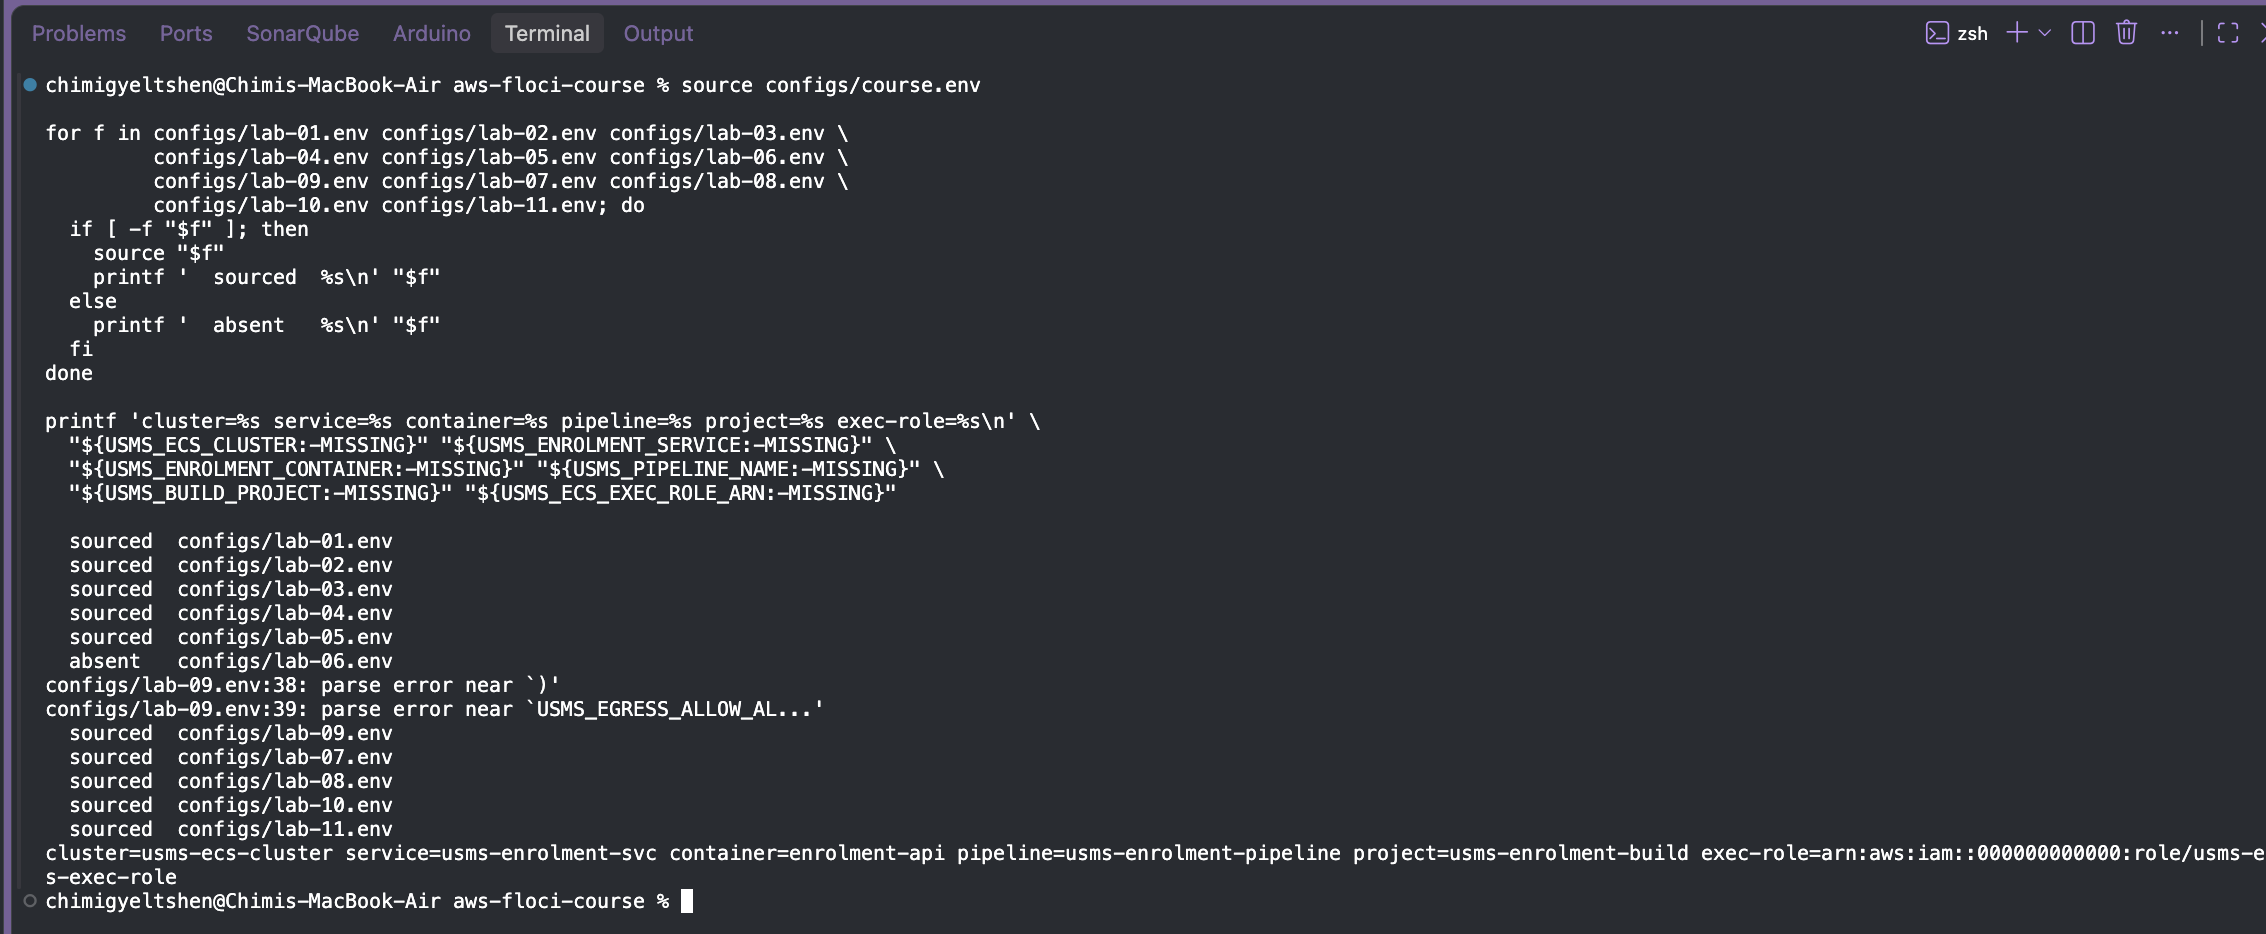 Problems Ports SonarQube Arduino Terminal Output zsh
chimigyeltshen@Chimis-MacBook-Air aws-floci-course % source configs/course.env
for f in configs/lab-01.env configs/lab-02.env configs/lab-03.env \
         configs/lab-04.env configs/lab-05.env configs/lab-06.env \
         configs/lab-09.env configs/lab-07.env configs/lab-08.env \
         configs/lab-10.env configs/lab-11.env; do
  if [ -f "$f" ]; then
    source "$f"
    printf '  sourced  %s\n' "$f"
  else
    printf '  absent   %s\n' "$f"
  fi
done
printf 'cluster=%s service=%s container=%s pipeline=%s project=%s exec-role=%s\n' \
  "${USMS_ECS_CLUSTER:-MISSING}" "${USMS_ENROLMENT_SERVICE:-MISSING}" \
  "${USMS_ENROLMENT_CONTAINER:-MISSING}" "${USMS_PIPELINE_NAME:-MISSING}" \
  "${USMS_BUILD_PROJECT:-MISSING}" "${USMS_ECS_EXEC_ROLE_ARN:-MISSING}"
  sourced  configs/lab-01.env
  sourced  configs/lab-02.env
  sourced  configs/lab-03.env
  sourced  configs/lab-04.env
  sourced  configs/lab-05.env
  absent   configs/lab-06.env
configs/lab-09.env:38: parse error near `)'
configs/lab-09.env:39: parse error near `USMS_EGRESS_ALLOW_AL...'
  sourced  configs/lab-09.env
  sourced  configs/lab-07.env
  sourced  configs/lab-08.env
  sourced  configs/lab-10.env
  sourced  configs/lab-11.env
cluster=usms-ecs-cluster service=usms-enrolment-svc container=enrolment-api pipeline=usms-enrolment-pipeline project=usms-enrolment-build exec-role=arn:aws:iam::000000000000:role/usms-e
s-exec-role
chimigyeltshen@Chimis-MacBook-Air aws-floci-course %